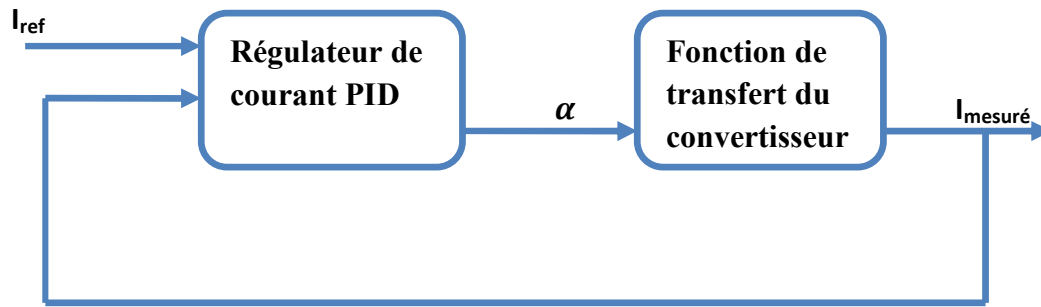 Iref
Régulateur de
courant PID
α
Fonction de
transfert du
convertisseur
Imesuré